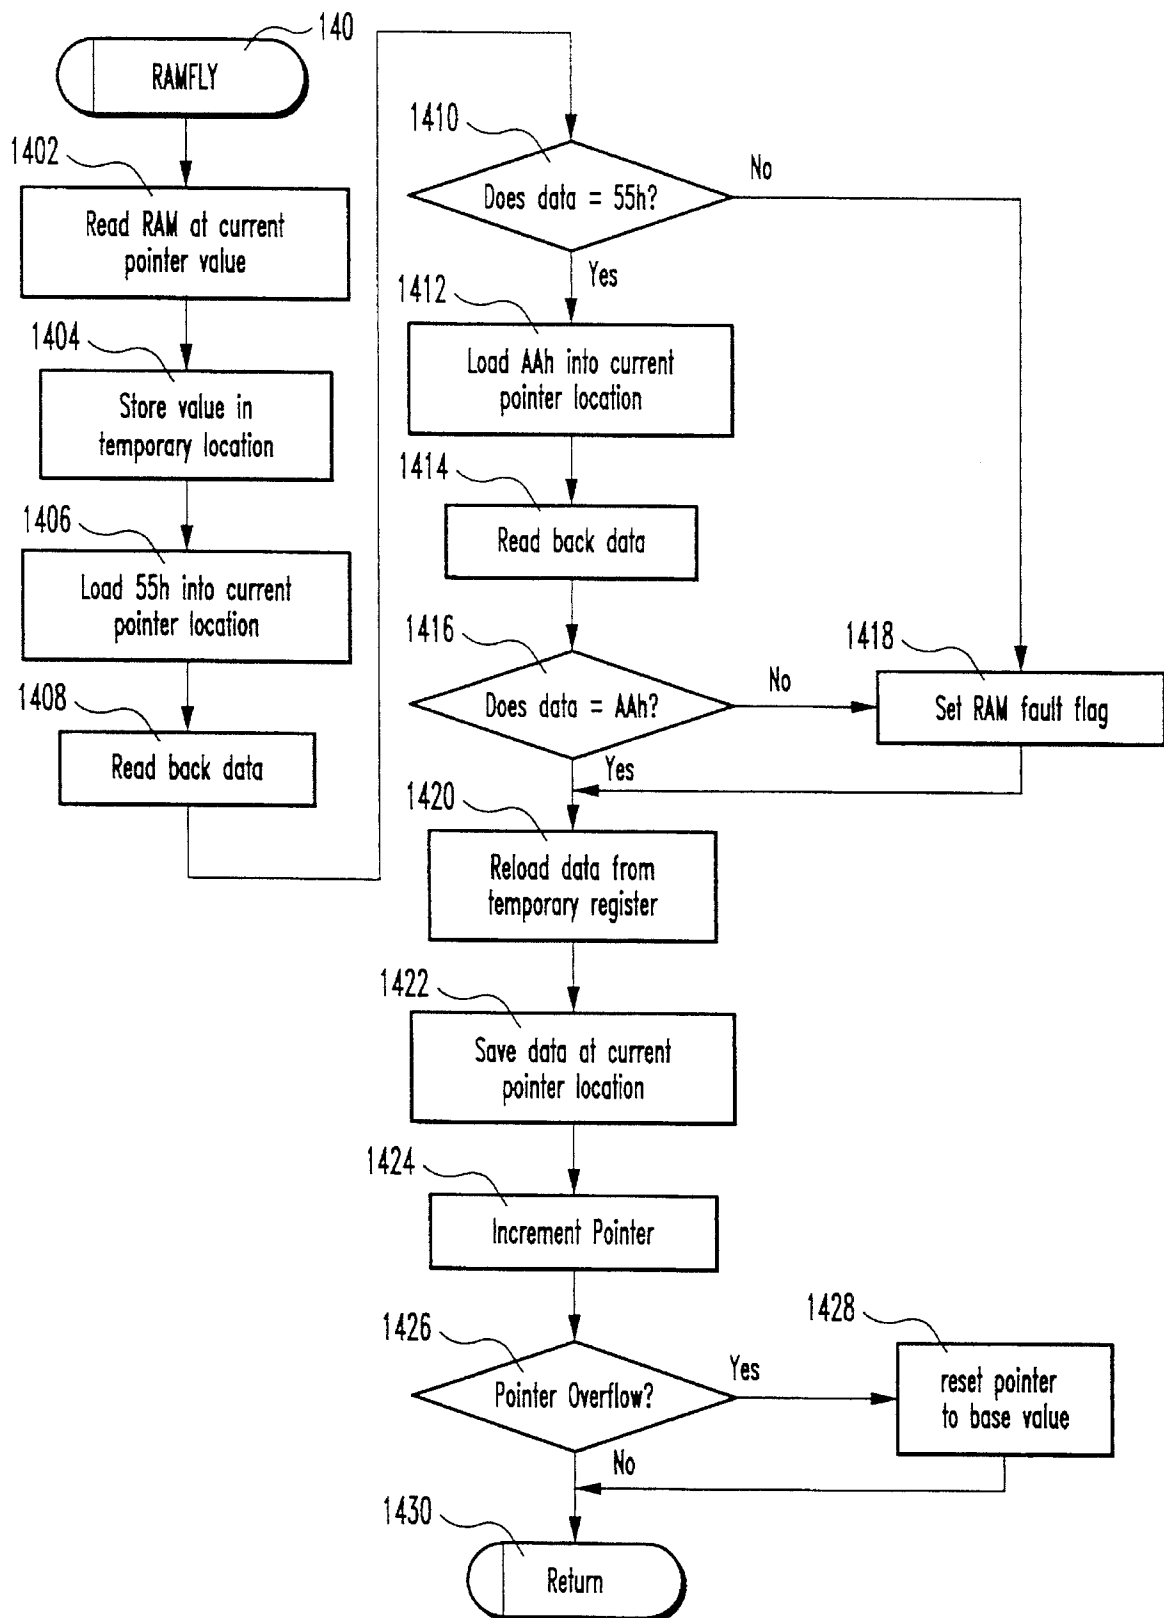 140
RAMFLY
1402
Read RAM at current
pointer value
1404
Store value in
temporary location
1406
Load 55h into current
pointer location
1408
Read back data
1410
Does data = 55h?
No
Yes
1412
Load AAh into current
pointer location
1414
Read back data
1416
Does data = AAh?
No
Yes
1418
Set RAM fault flag
1420
Reload data from
temporary register
1422
Save data at current
pointer location
1424
Increment Pointer
1426
Pointer Overflow?
Yes
No
1428
reset pointer
to base value
1430
Return